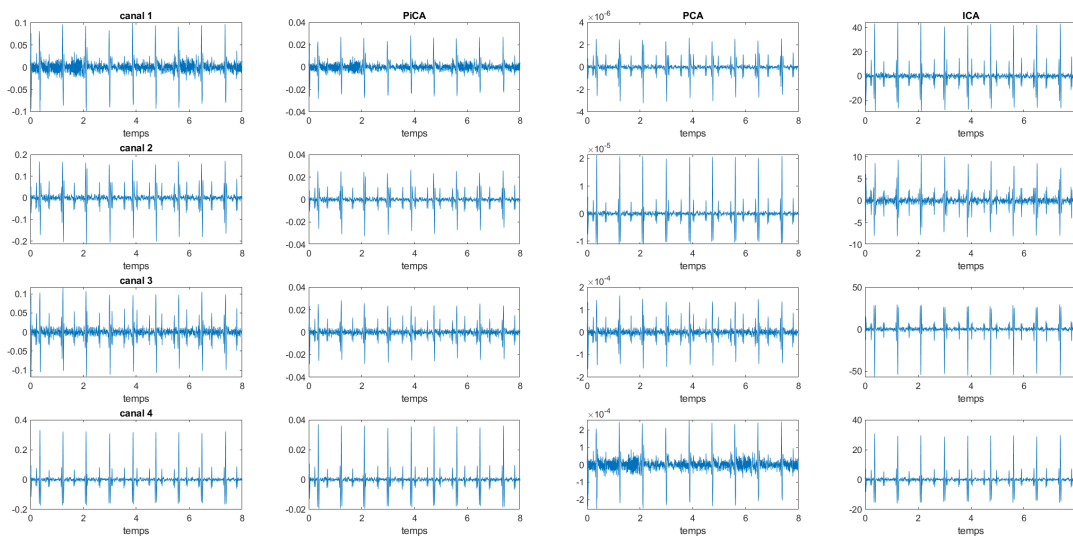 canal 1 PiCA PCA ICA
×10^-6
0.1 0.04 4 40
0.05 0.02 2 20
0 0 0 0
-0.05 -0.02 -2 -20
-0.1 -0.04 -4
0 2 4 6 8 0 2 4 6 8 0 2 4 6 8 0 2 4 6
temps temps temps temps
canal 2
×10^-5
0.2 0.04 2 10
0.1 0.02 1 5
0 0 0 0
-0.1 -0.02 -5
-0.2 -0.04 -1 -10
0 2 4 6 8 0 2 4 6 8 0 2 4 6 8 0 2 4 6
temps temps temps temps
canal 3
×10^-4
0.1 0.04 2 50
0.05 0.02 1
0 0 0 0
-0.05 -0.02 -1
-0.1 -0.04 -2 -50
0 2 4 6 8 0 2 4 6 8 0 2 4 6 8 0 2 4 6
temps temps temps temps
canal 4
×10^-4
0.4 0.04 2 40
0.2 0.02 1 20
0 0 0 0
-1
-0.2 -0.02 -2 -20
0 2 4 6 8 0 2 4 6 8 0 2 4 6 8 0 2 4 6
temps temps temps temps